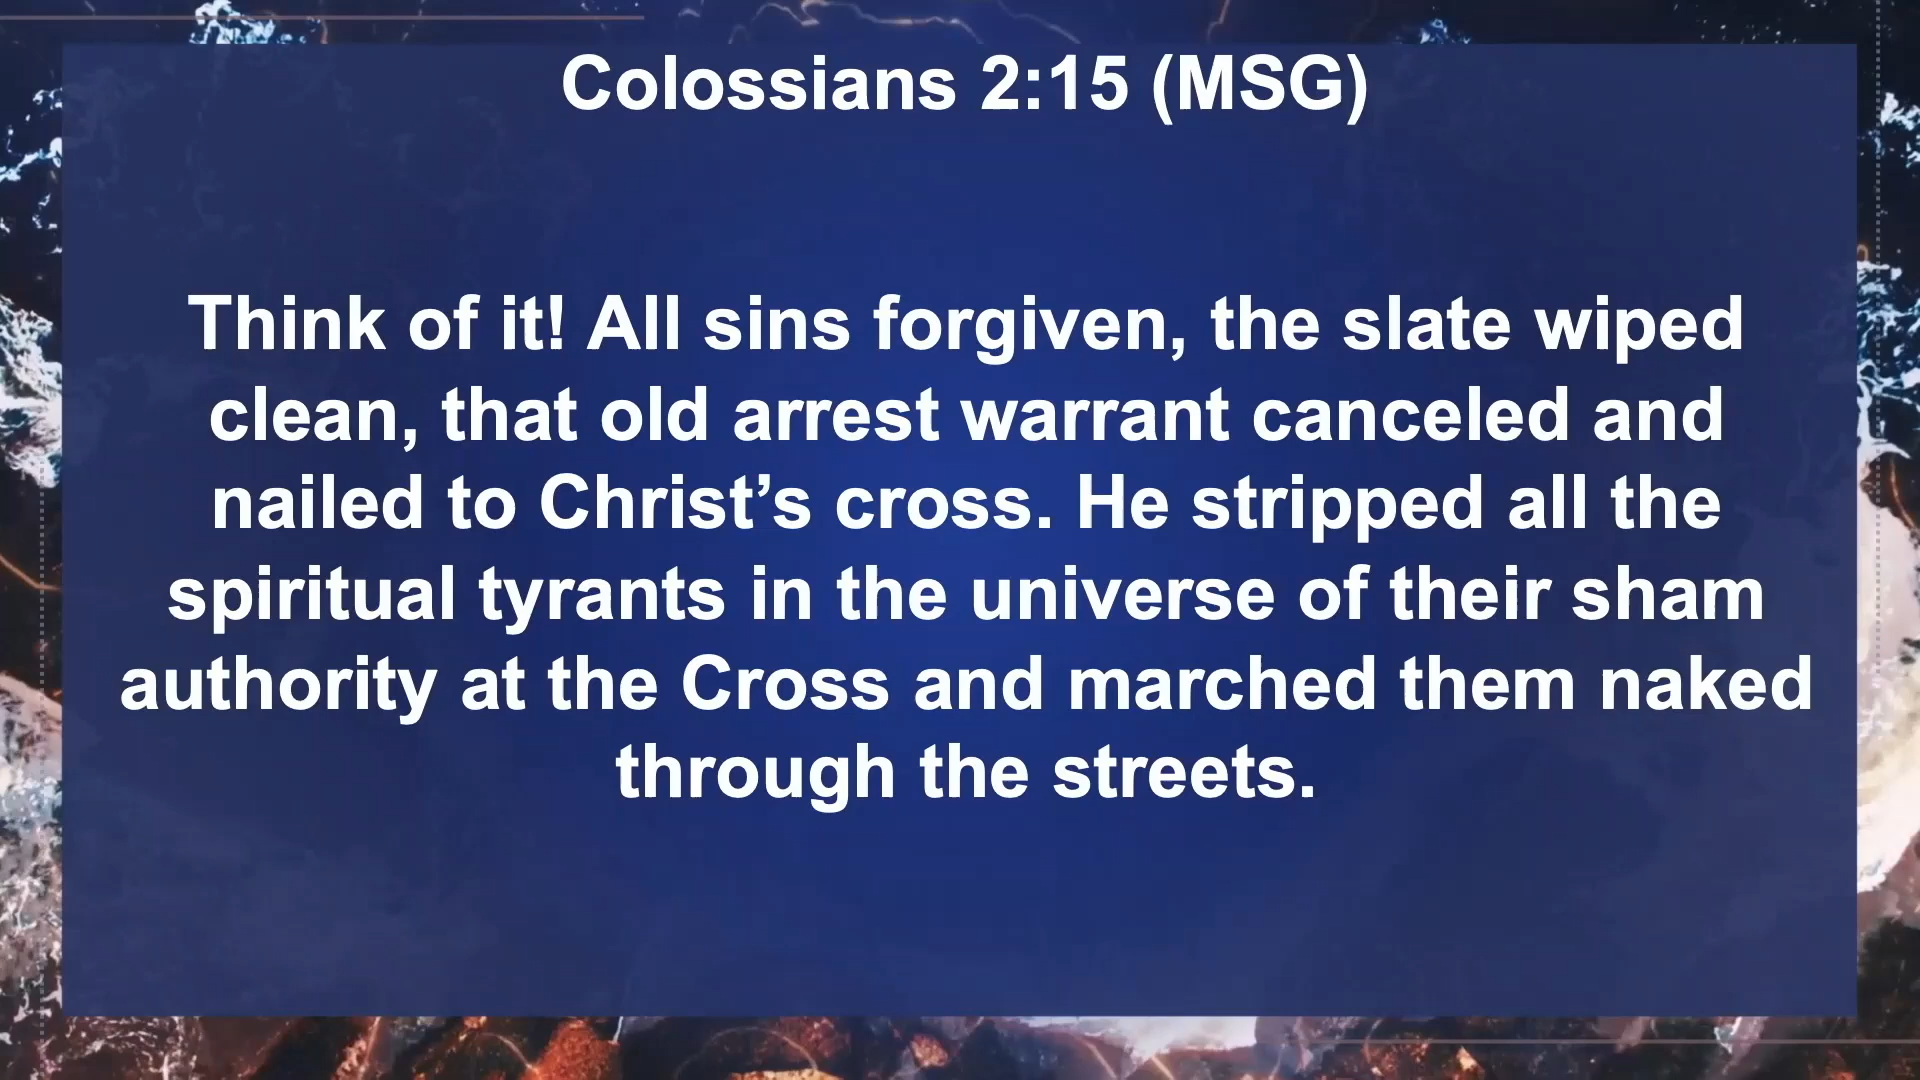 Colossians 2:15 (MSG)
Think of it! All sins forgiven, the slate wiped
clean, that old arrest warrant canceled and
nailed to Christ’s cross. He stripped all the
spiritual tyrants in the universe of their sham
authority at the Cross and marched them naked
through the streets.